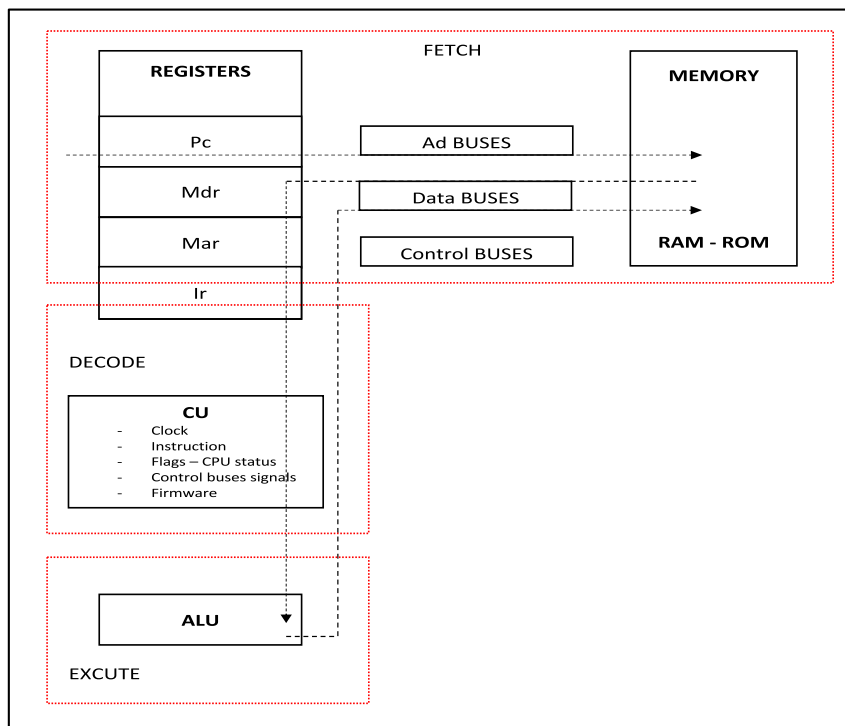 FETCH
REGISTERS
MEMORY
Pc
Ad BUSES
Mdr
Data BUSES
Mar
Control BUSES
RAM - ROM
Ir
DECODE
CU
- Clock
- Instruction
- Flags – CPU status
- Control buses signals
- Firmware
ALU
EXCUTE